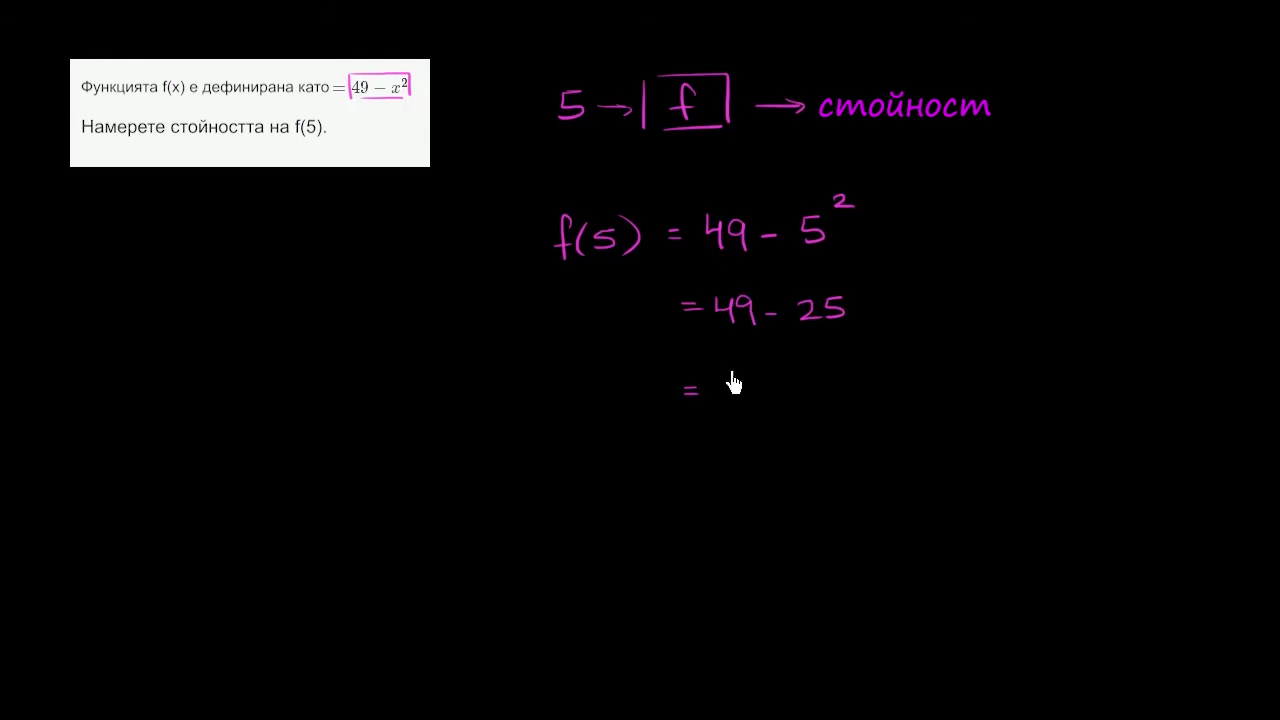 Функцията f(x) е дефинирана като = 49 − x²
Намерете стойността на f(5).
5 → f → стойност
f(5) = 49 - 5²
= 49 - 25
=